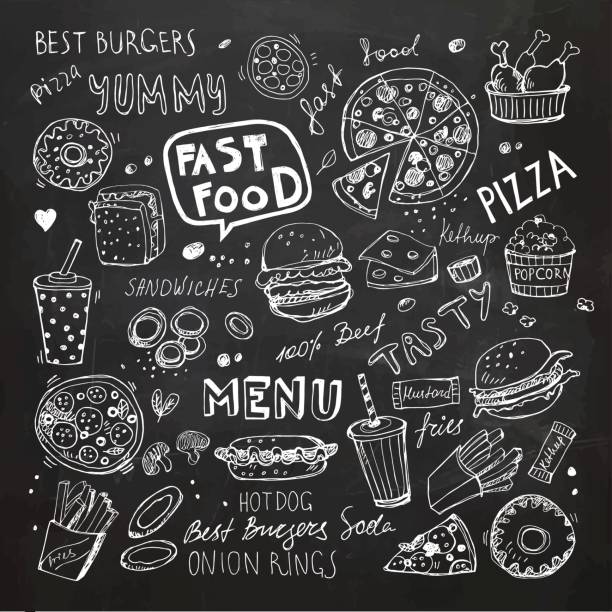 BEST BURGERS
pizza
YUMMY
fast food
FAST
FOOD
PIZZA
Kethup
POPCORN
SANDWICHES
100% Beef
TASTY
MENU
Mustard
fries
Kethup
HOTDOG
Best Burgers Soda
ONION RINGS
fries